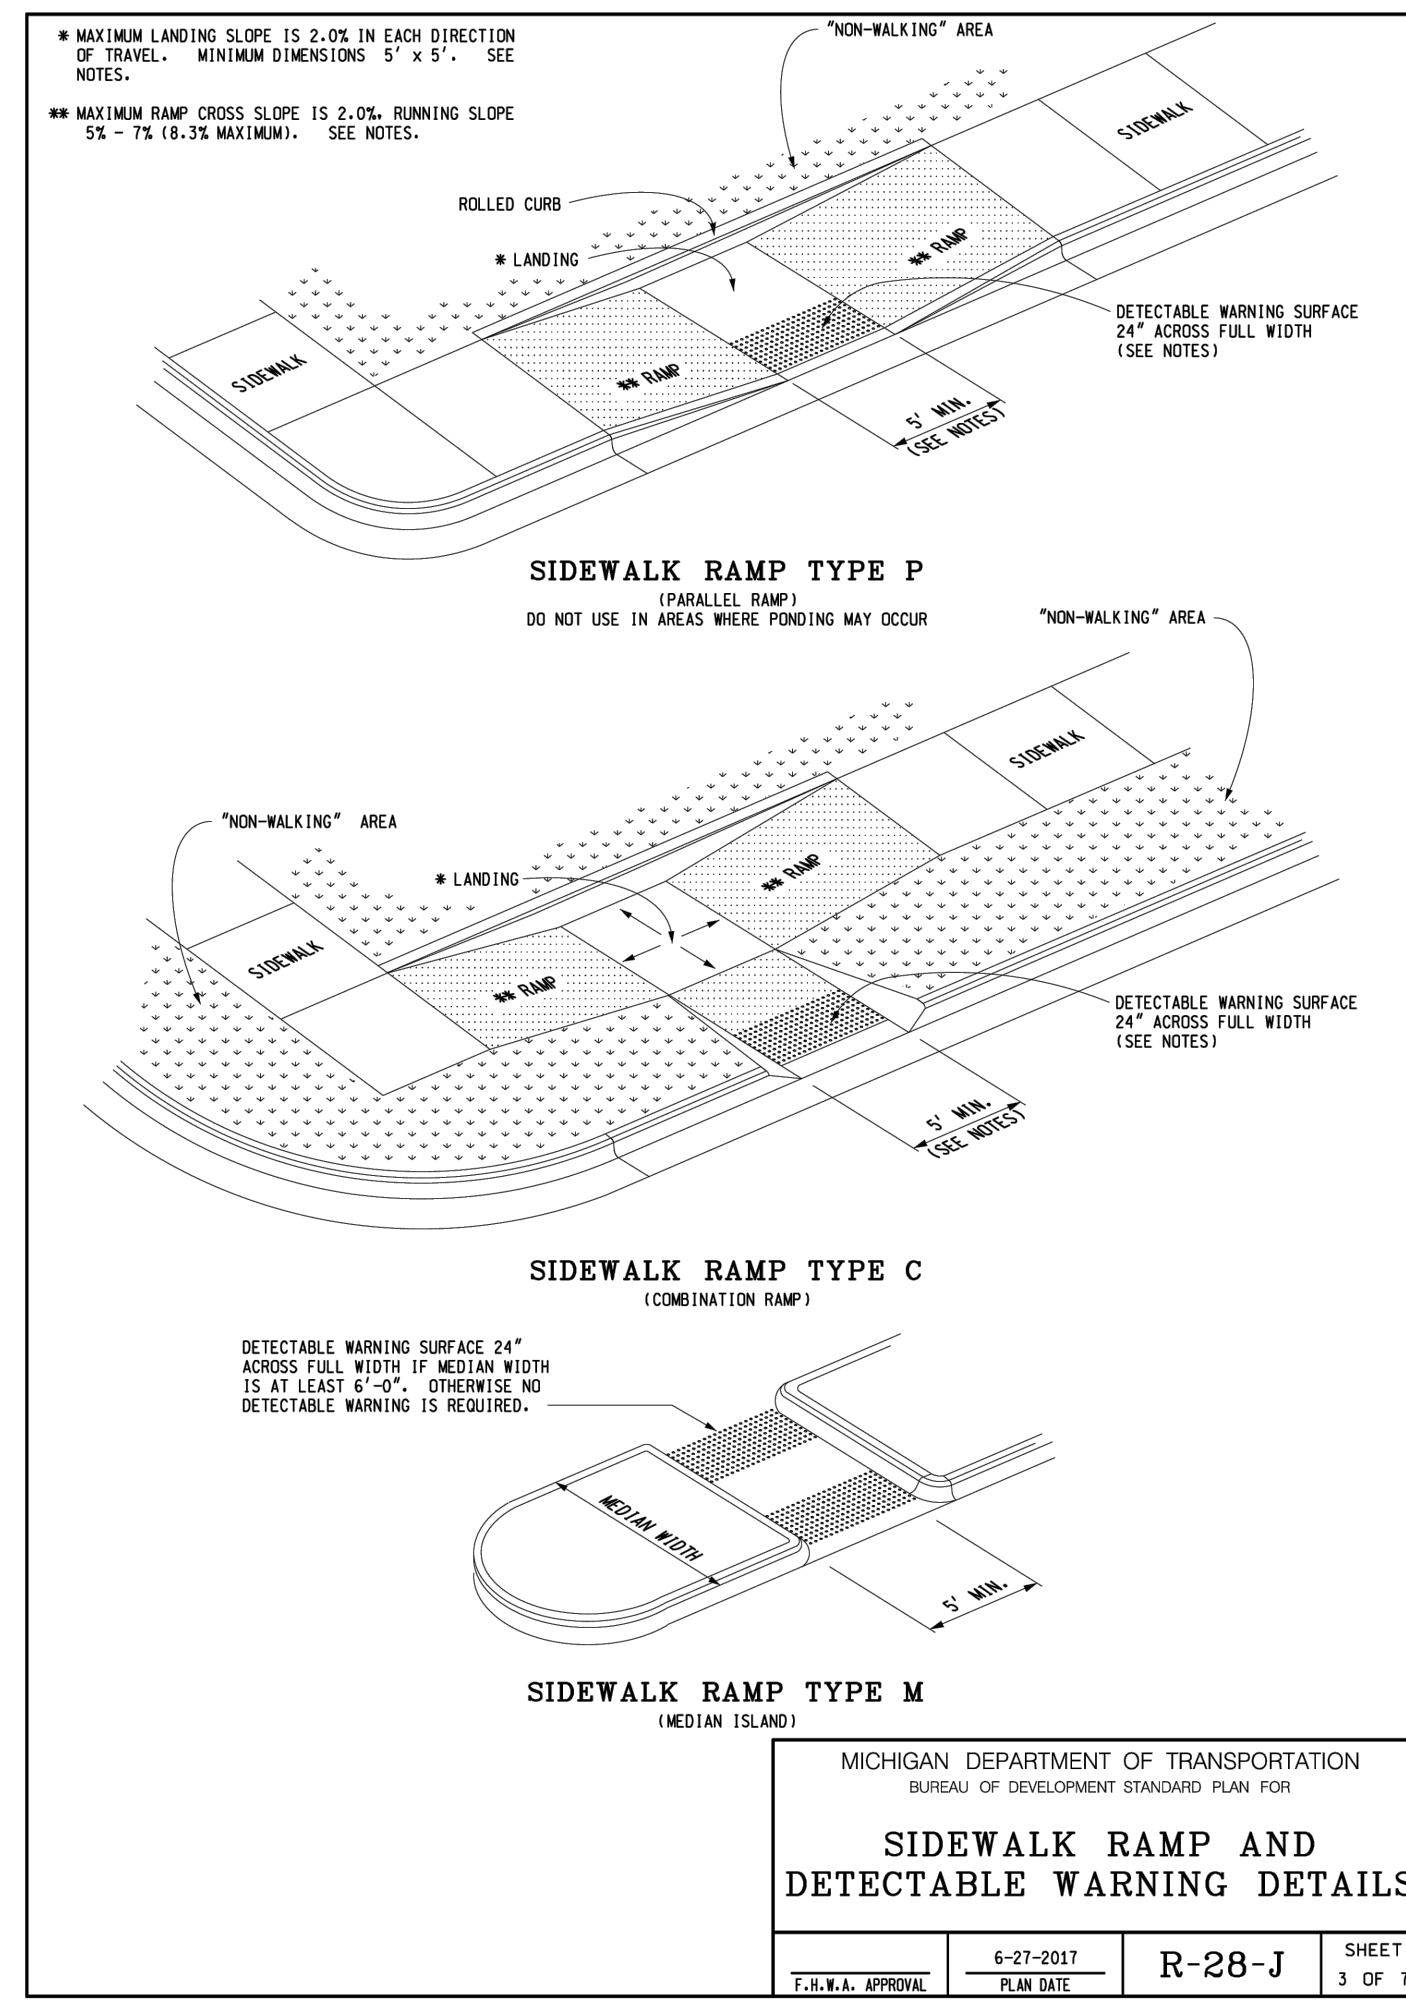 * MAXIMUM LANDING SLOPE IS 2.0% IN EACH DIRECTION
OF TRAVEL. MINIMUM DIMENSIONS 5' x 5'. SEE
NOTES.
** MAXIMUM RAMP CROSS SLOPE IS 2.0%, RUNNING SLOPE
5% - 7% (8.3% MAXIMUM). SEE NOTES.
"NON-WALKING" AREA
SIDEWALK
ROLLED CURB
* LANDING
** RAMP
DETECTABLE WARNING SURFACE
24" ACROSS FULL WIDTH
(SEE NOTES)
SIDEWALK
** RAMP
5' MIN.
(SEE NOTES)
SIDEWALK RAMP TYPE P
(PARALLEL RAMP)
DO NOT USE IN AREAS WHERE PONDING MAY OCCUR
"NON-WALKING" AREA
SIDEWALK
"NON-WALKING" AREA
* LANDING
** RAMP
SIDEWALK
** RAMP
DETECTABLE WARNING SURFACE
24" ACROSS FULL WIDTH
(SEE NOTES)
5' MIN.
(SEE NOTES)
SIDEWALK RAMP TYPE C
(COMBINATION RAMP)
DETECTABLE WARNING SURFACE 24"
ACROSS FULL WIDTH IF MEDIAN WIDTH
IS AT LEAST 6'-0". OTHERWISE NO
DETECTABLE WARNING IS REQUIRED.
MEDIAN WIDTH
5' MIN.
SIDEWALK RAMP TYPE M
(MEDIAN ISLAND)
MICHIGAN DEPARTMENT OF TRANSPORTATION
BUREAU OF DEVELOPMENT STANDARD PLAN FOR
SIDEWALK RAMP AND
DETECTABLE WARNING DETAILS
F.H.W.A. APPROVAL
6-27-2017
PLAN DATE
R-28-J
SHEET
3 OF 7